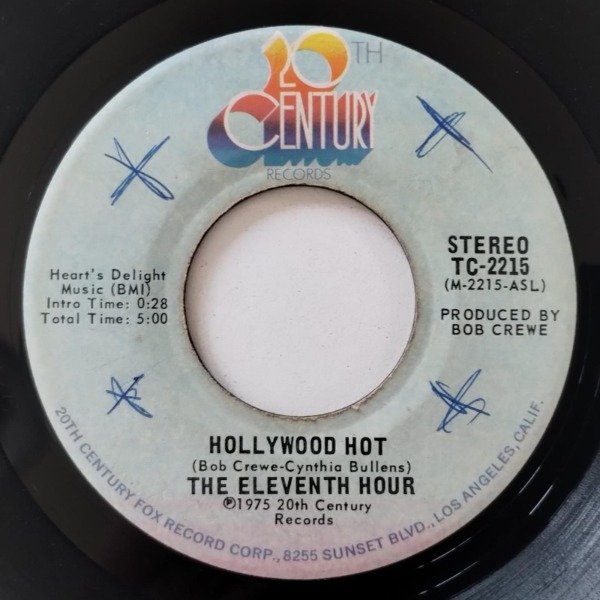 20TH
CENTURY
RECORDS
Heart's Delight
Music (BMI)
Intro Time: 0:28
Total Time: 5:00
STEREO
TC-2215
(M-2215-ASL)
PRODUCED BY
BOB CREWE
HOLLYWOOD HOT
(Bob Crewe-Cynthia Bullens)
THE ELEVENTH HOUR
℗1975 20th Century
Records
20TH CENTURY FOX RECORD CORP., 8255 SUNSET BLVD., LOS ANGELES, CALIF.